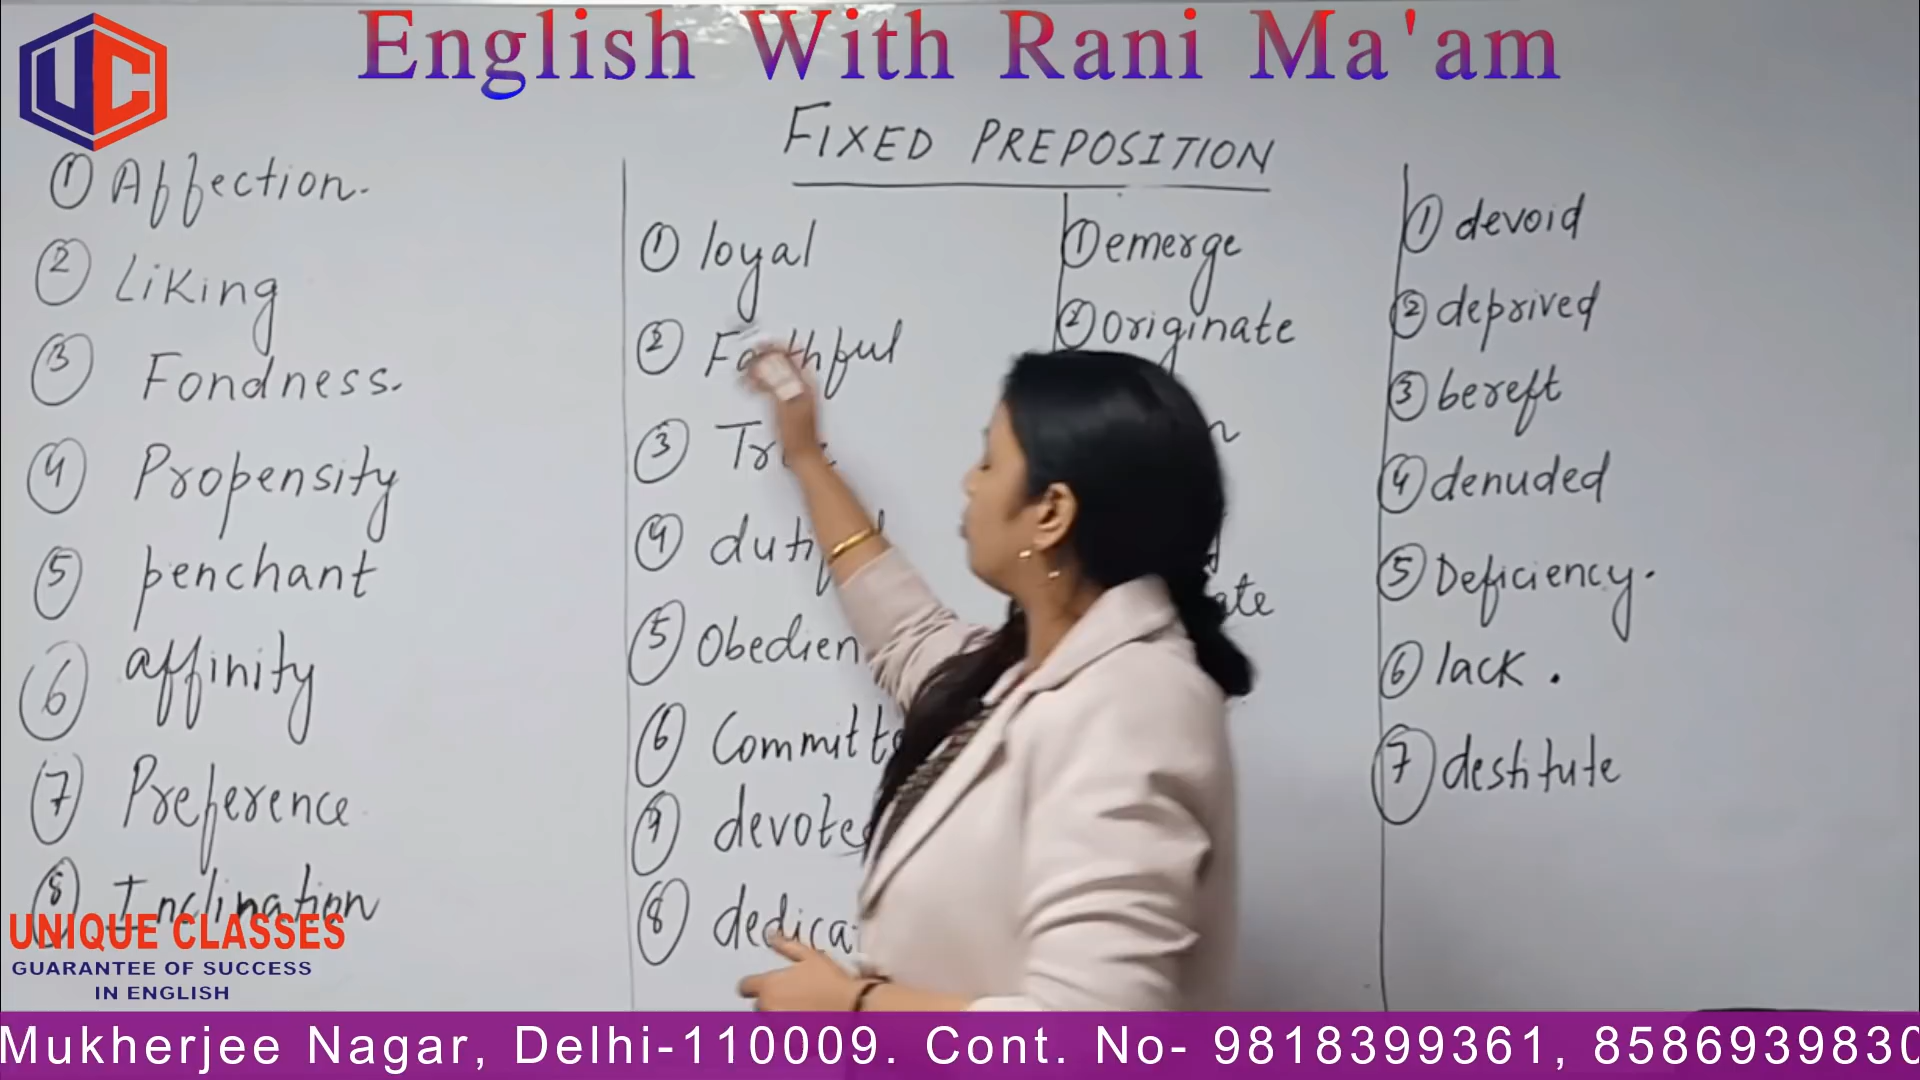 UC
English With Rani Ma'am
FIXED PREPOSITION
① Affection.
② Liking
③ Fondness.
④ Propensity
⑤ penchant
⑥ affinity
⑦ Preference
⑧ Inclination
① loyal
② Faithful
③
④
⑤
⑥
⑦
⑧
① emerge
② Originate
① devoid
② deprived
③ bereft
④ denuded
⑤ Deficiency.
⑥ lack.
⑦ destitute
UNIQUE CLASSES
GUARANTEE OF SUCCESS
IN ENGLISH
Mukherjee Nagar, Delhi-110009. Cont. No- 9818399361, 8586939830